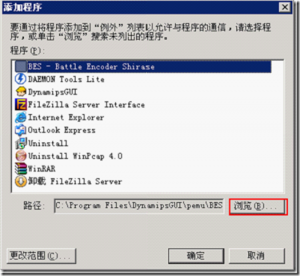 添加程序
要通过将程序添加到“例外”列表以允许与程序的通信，请选择程
序，或单击“浏览”搜索未列出的程序。
程序(P):
BES - Battle Encoder Shirase
DAEMON Tools Lite
DynamipsGUI
FileZilla Server Interface
Internet Explorer
Outlook Express
Uninstall
Uninstall WinPcap 4.0
WinRAR
卸载 FileZilla Server
路径: C:\Program Files\DynamipsGUI\pemu\BES 浏览(B)...
更改范围(C)... 确定 取消